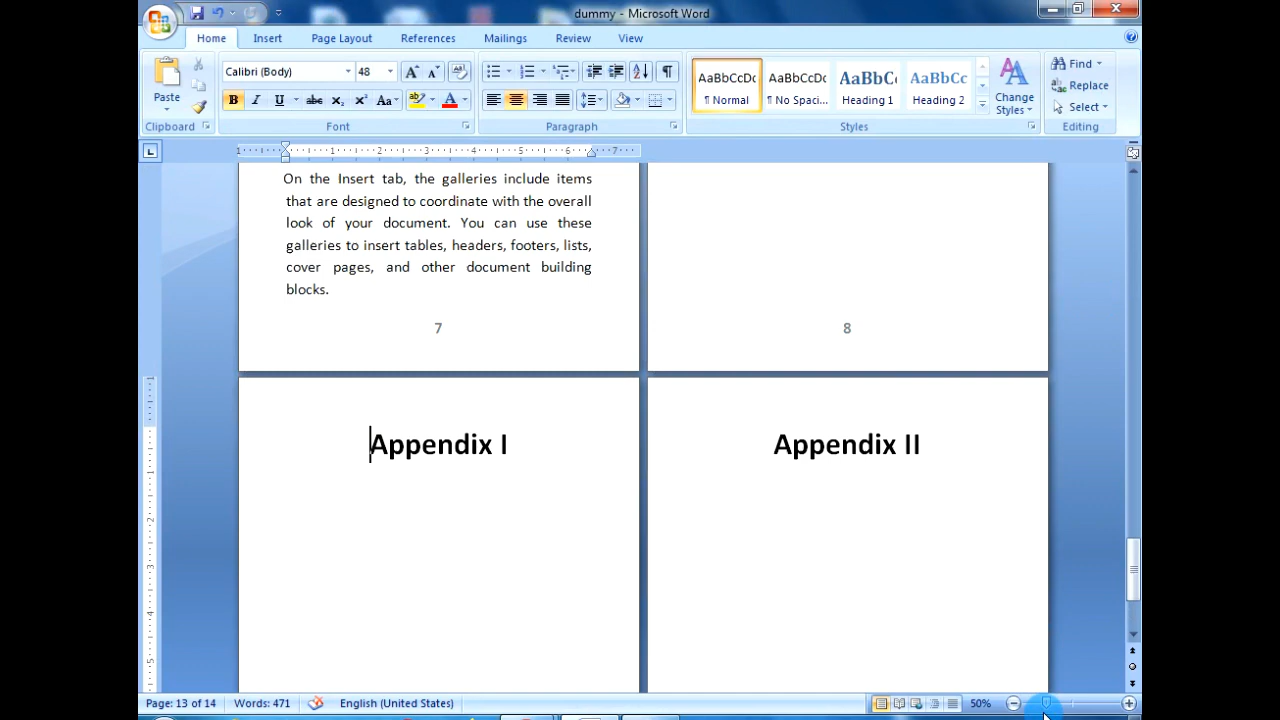 dummy - Microsoft Word
Home Insert Page Layout References Mailings Review View
Paste
Clipboard
Calibri (Body) 48
Font
Paragraph
AaBbCcDc AaBbCcDc AaBbC AaBbCc
¶ Normal ¶ No Spaci... Heading 1 Heading 2
Change Styles
Styles
Find
Replace
Select
Editing
On the Insert tab, the galleries include items
that are designed to coordinate with the overall
look of your document. You can use these
galleries to insert tables, headers, footers, lists,
cover pages, and other document building
blocks.
7
8
Appendix I
Appendix II
Page: 13 of 14 Words: 471 English (United States) 50%